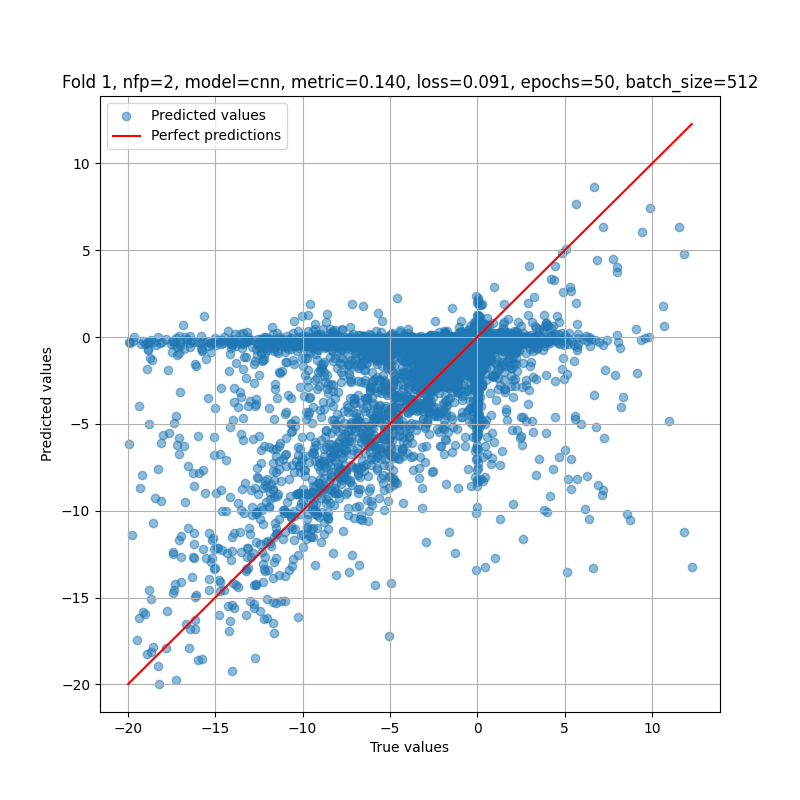 Fold 1, nfp=2, model=cnn, metric=0.140, loss=0.091, epochs=50, batch_size=512
Predicted values
Perfect predictions
10
5
0
−5
−10
−15
−20
Predicted values
−20
−15
−10
−5
0
5
10
True values